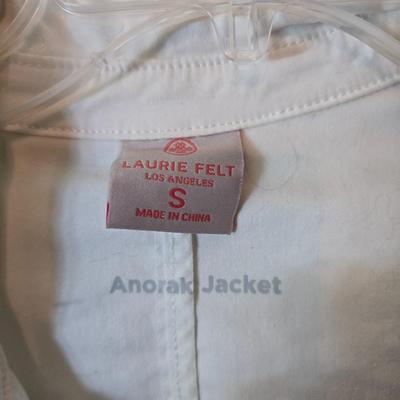 LAURIE FELT
LOS ANGELES
S
MADE IN CHINA
Anorak Jacket